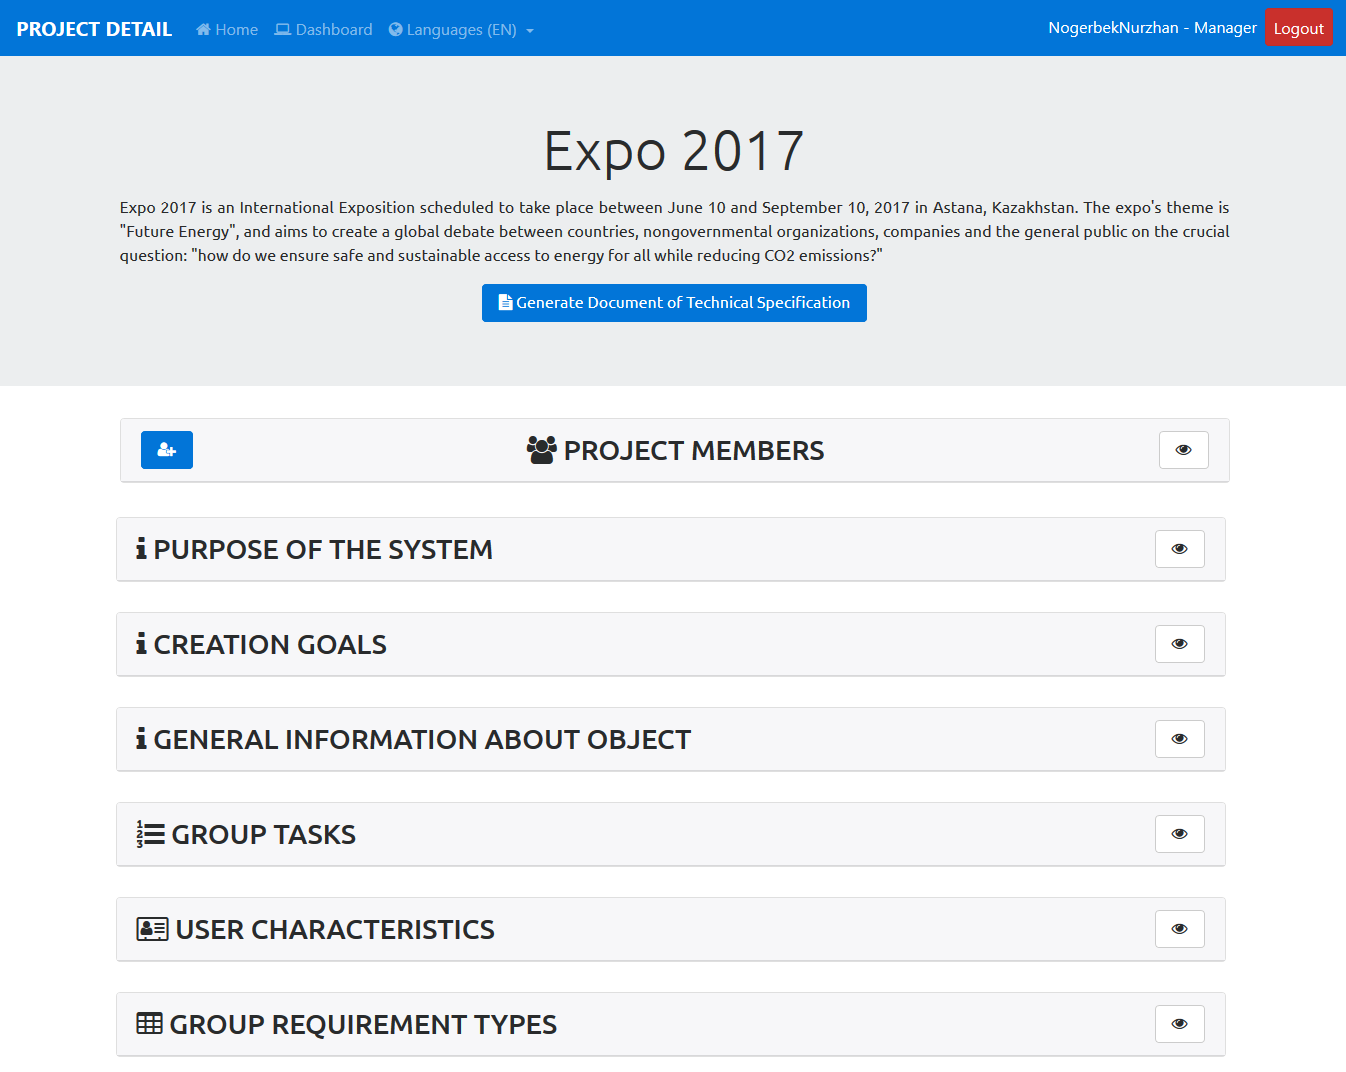 PROJECT DETAIL Home Dashboard Languages (EN) NogerbekNurzhan - Manager Logout
Expo 2017
Expo 2017 is an International Exposition scheduled to take place between June 10 and September 10, 2017 in Astana, Kazakhstan. The expo's theme is
"Future Energy", and aims to create a global debate between countries, nongovernmental organizations, companies and the general public on the crucial
question: "how do we ensure safe and sustainable access to energy for all while reducing CO2 emissions?"
Generate Document of Technical Specification
PROJECT MEMBERS
PURPOSE OF THE SYSTEM
CREATION GOALS
GENERAL INFORMATION ABOUT OBJECT
GROUP TASKS
USER CHARACTERISTICS
GROUP REQUIREMENT TYPES